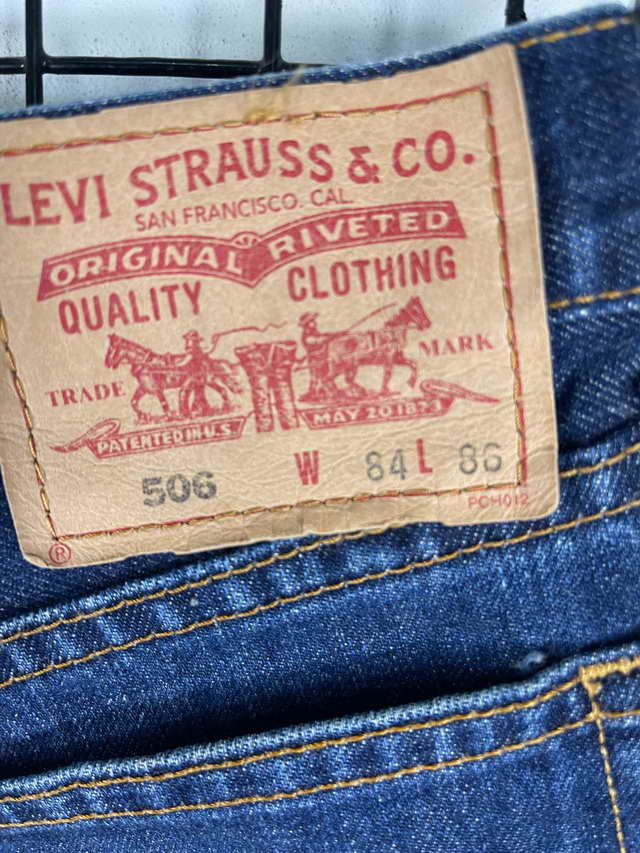 LEVI STRAUSS & CO.
SAN FRANCISCO. CAL.
ORIGINAL RIVETED
QUALITY CLOTHING
TRADE MARK
PATENTED IN U.S. MAY 20 1873
506 W 84 L 86
PCH012
®